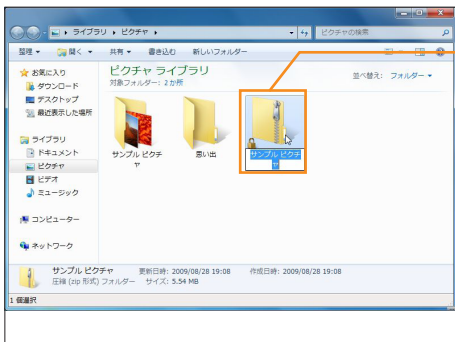 ライブラリ ▸ ピクチャ ▸
ピクチャの検索
整理 ▾ 開く ▾ 共有 ▾ 書き込む 新しいフォルダー
お気に入り
ダウンロード
デスクトップ
最近表示した場所
ライブラリ
ドキュメント
ピクチャ
ビデオ
ミュージック
コンピューター
ネットワーク
ピクチャ ライブラリ
対象フォルダー: 2か所
並べ替え: フォルダー ▾
サンプル ピクチ
ャ
思い出
サンプル ピクチ
ャ
サンプル ピクチャ 更新日時: 2009/08/28 19:08 作成日時: 2009/08/28 19:08
圧縮 (zip 形式) フォルダー サイズ: 5.54 MB
1 個選択